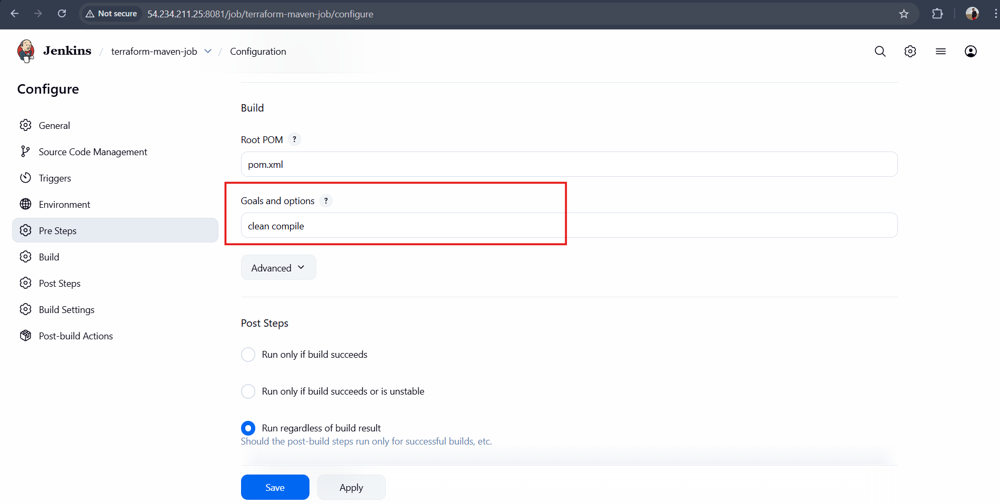 Not secure 54.234.211.25:8081/job/terraform-maven-job/configure
Jenkins / terraform-maven-job / Configuration
Configure
General
Source Code Management
Triggers
Environment
Pre Steps
Build
Post Steps
Build Settings
Post-build Actions
Build
Root POM ?
pom.xml
Goals and options ?
clean compile
Advanced
Post Steps
Run only if build succeeds
Run only if build succeeds or is unstable
Run regardless of build result
Should the post-build steps run only for successful builds, etc.
Save Apply